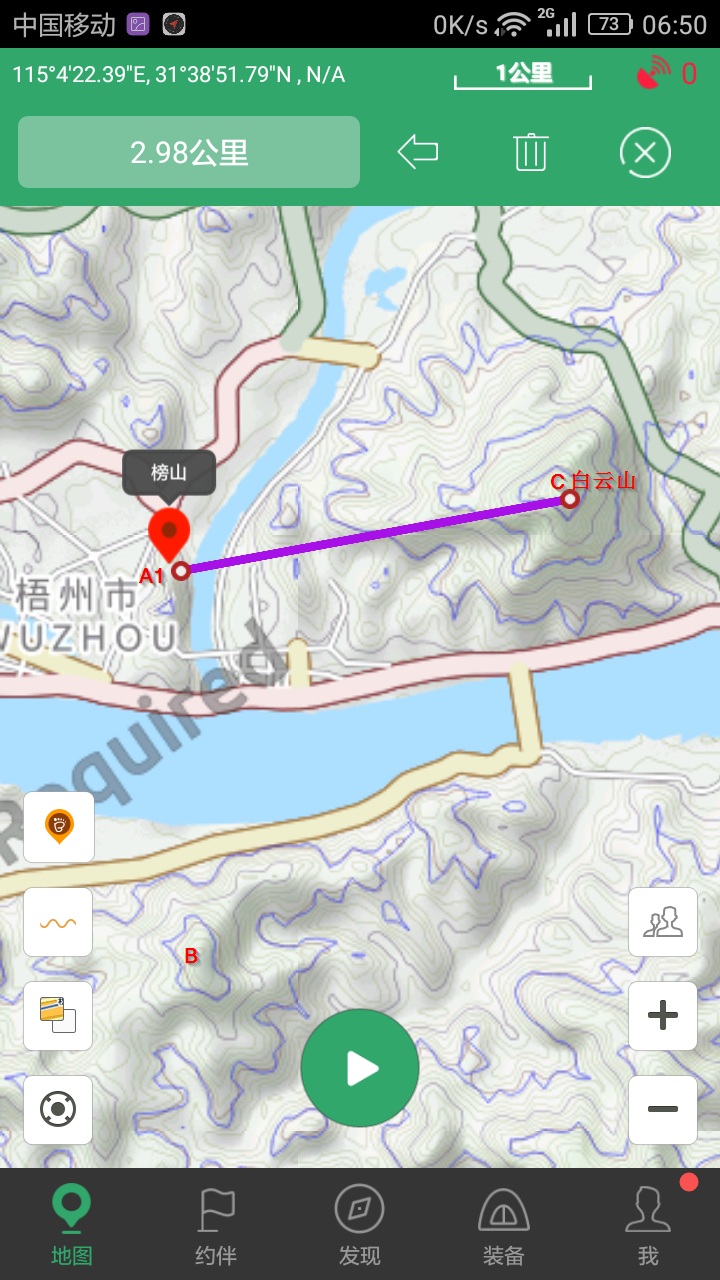 中国移动 0K/s 2G 73 06:50
115°4'22.39"E, 31°38'51.79"N , N/A 1公里 0
2.98公里
榜山
C 白云山
A1
梧州市
WUZHOU
Required
B
地图 约伴 发现 装备 我